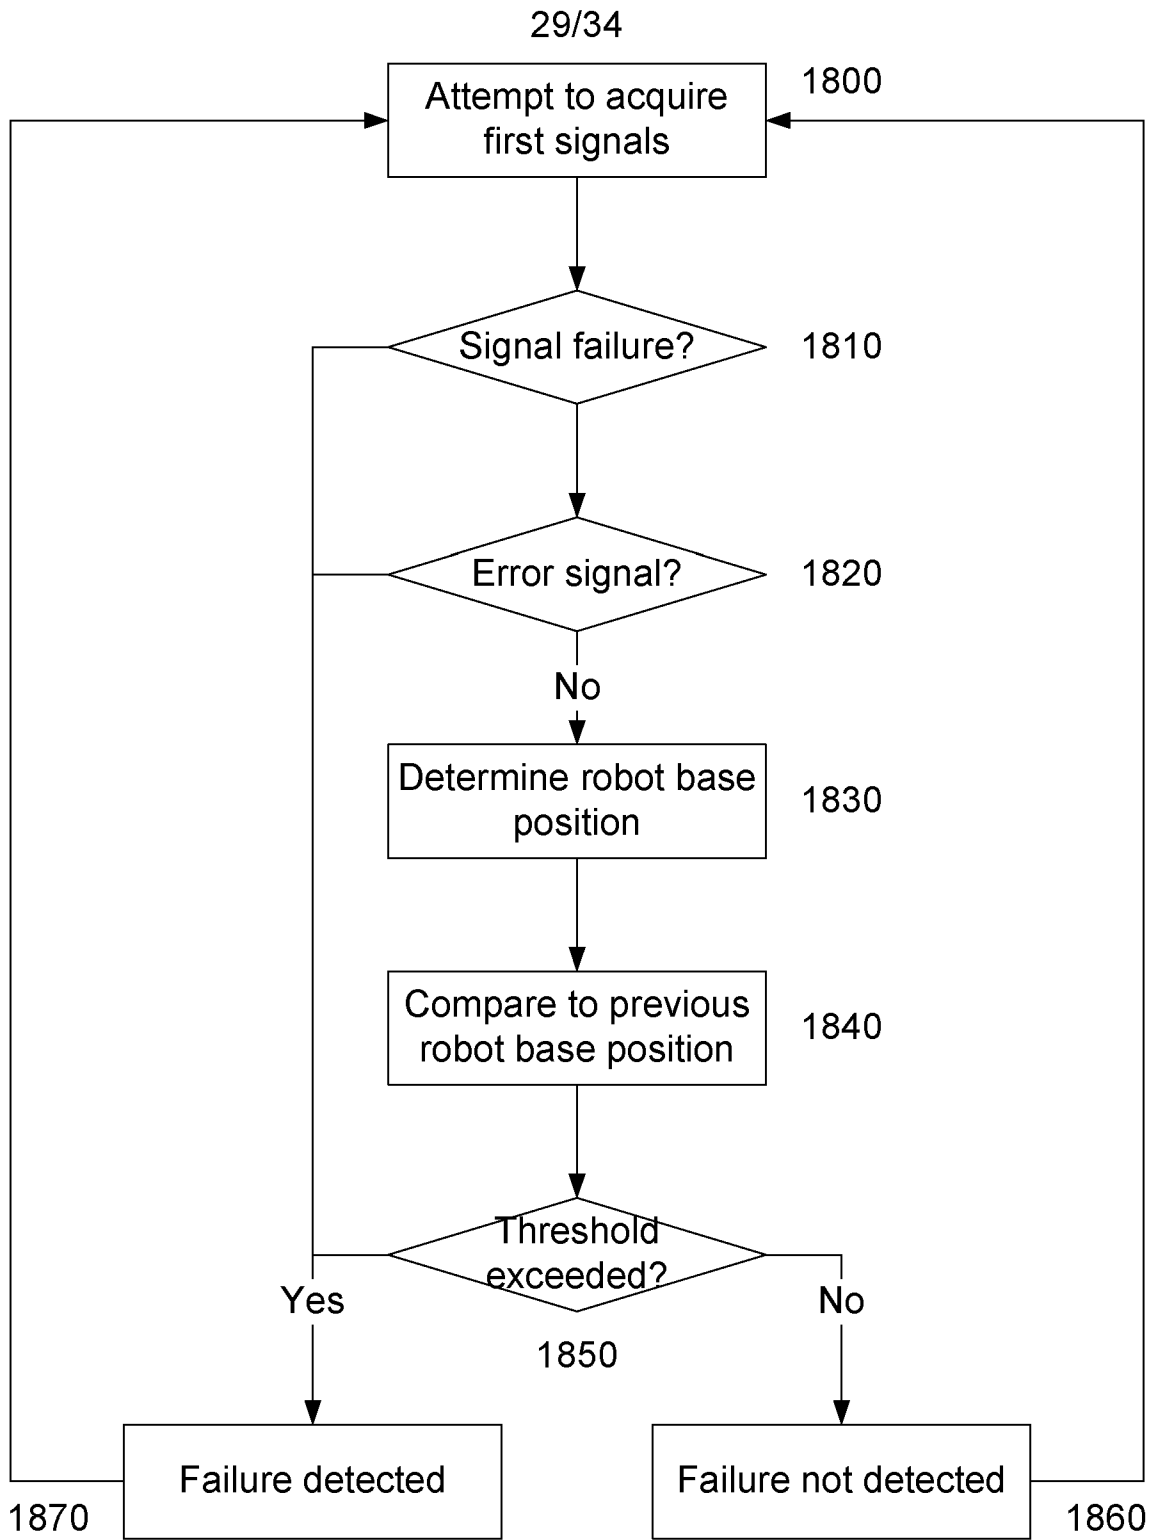 29/34
Attempt to acquire
first signals
1800
Signal failure?
1810
Error signal?
1820
No
Determine robot base
position
1830
Compare to previous
robot base position
1840
Threshold
exceeded?
Yes
No
1850
Failure detected
Failure not detected
1870
1860